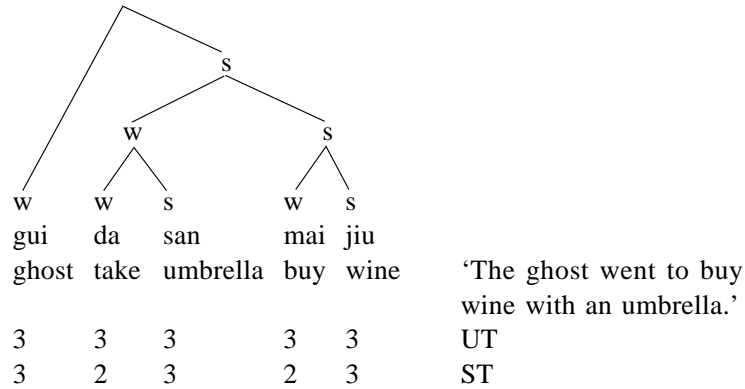 s
w s
w w s w s
gui da san mai jiu
ghost take umbrella buy wine ‘The ghost went to buy
wine with an umbrella.’
3 3 3 3 3 UT
3 2 3 2 3 ST